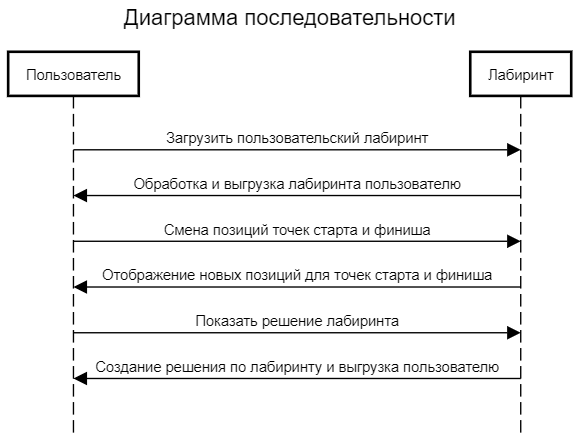 Диаграмма последовательности
Пользователь
Лабиринт
Загрузить пользовательский лабиринт
Обработка и выгрузка лабиринта пользователю
Смена позиций точек старта и финиша
Отображение новых позиций для точек старта и финиша
Показать решение лабиринта
Создание решения по лабиринту и выгрузка пользователю